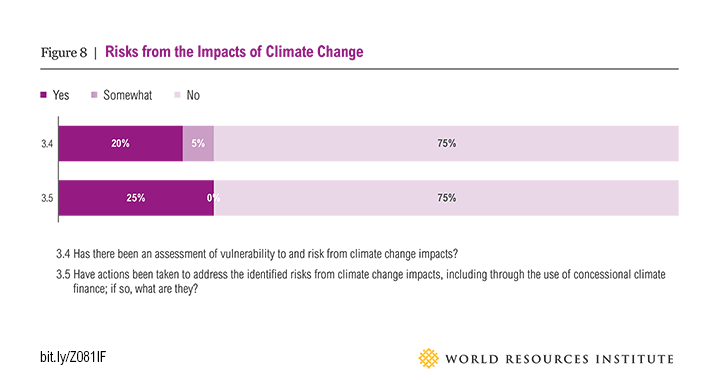 Figure 8 | Risks from the Impacts of Climate Change
Yes Somewhat No
3.4 20% 5% 75%
3.5 25% 0% 75%
3.4 Has there been an assessment of vulnerability to and risk from climate change impacts?
3.5 Have actions been taken to address the identified risks from climate change impacts, including through the use of concessional climate
finance; if so, what are they?
bit.ly/Z081IF WORLD RESOURCES INSTITUTE